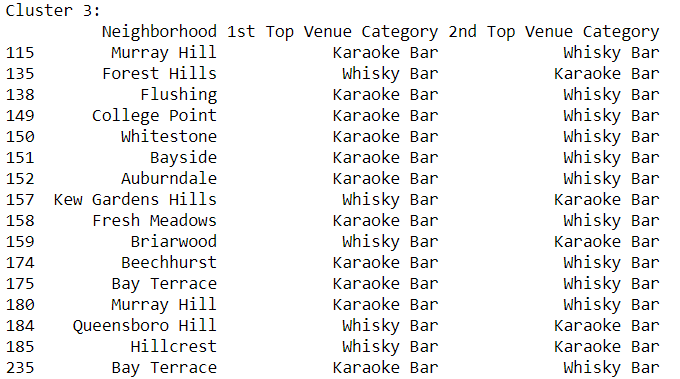 Cluster 3:
Neighborhood 1st Top Venue Category 2nd Top Venue Category
115 Murray Hill Karaoke Bar Whisky Bar
135 Forest Hills Whisky Bar Karaoke Bar
138 Flushing Karaoke Bar Whisky Bar
149 College Point Karaoke Bar Whisky Bar
150 Whitestone Karaoke Bar Whisky Bar
151 Bayside Karaoke Bar Whisky Bar
152 Auburndale Karaoke Bar Whisky Bar
157 Kew Gardens Hills Whisky Bar Karaoke Bar
158 Fresh Meadows Karaoke Bar Whisky Bar
159 Briarwood Whisky Bar Karaoke Bar
174 Beechhurst Karaoke Bar Whisky Bar
175 Bay Terrace Karaoke Bar Whisky Bar
180 Murray Hill Karaoke Bar Whisky Bar
184 Queensboro Hill Whisky Bar Karaoke Bar
185 Hillcrest Whisky Bar Karaoke Bar
235 Bay Terrace Karaoke Bar Whisky Bar